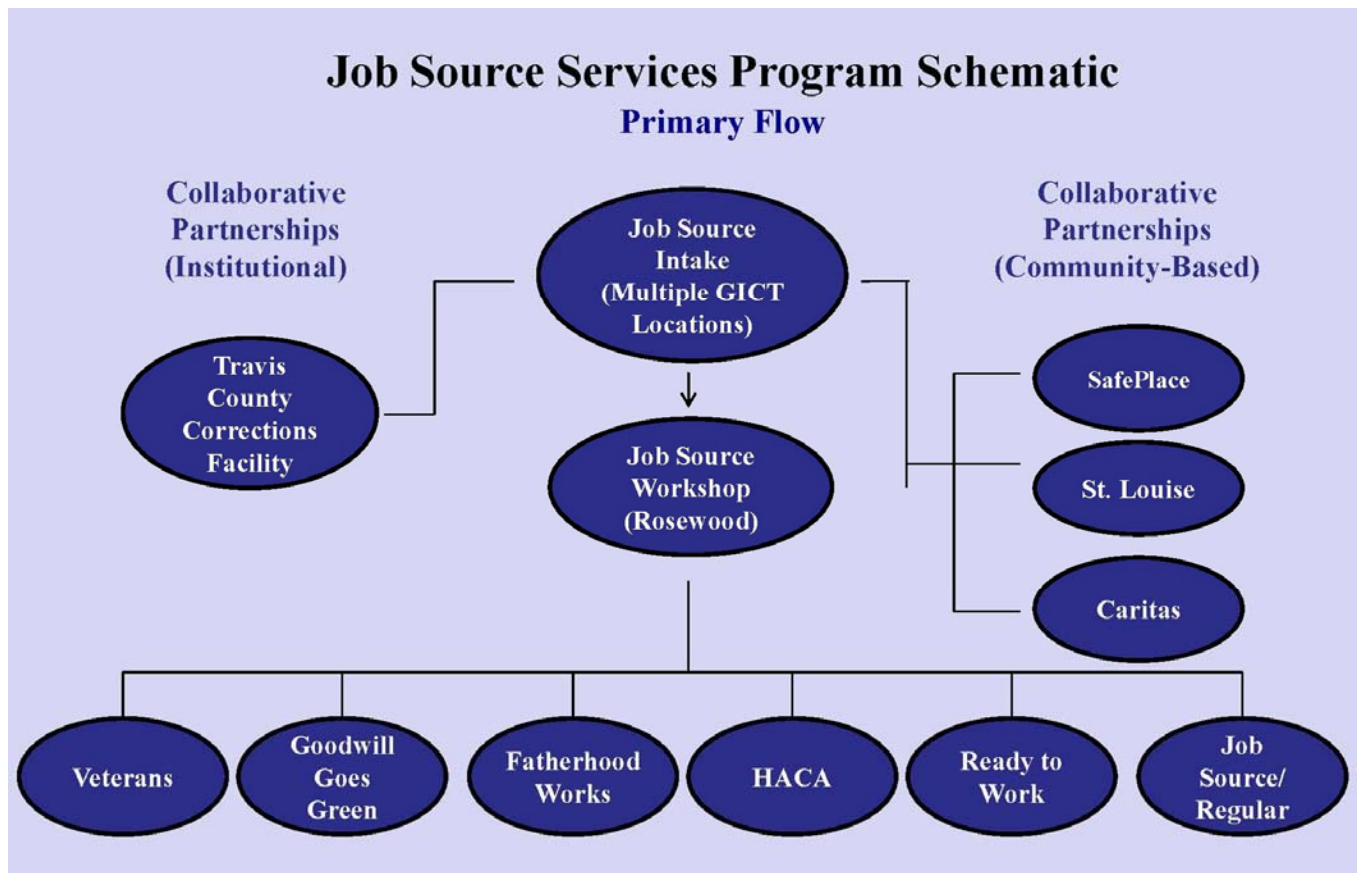 Job Source Services Program Schematic
Primary Flow
Collaborative
Partnerships
(Institutional)
Job Source
Intake
(Multiple GICT
Locations)
Collaborative
Partnerships
(Community-Based)
Travis
County
Corrections
Facility
SafePlace
Job Source
Workshop
(Rosewood)
St. Louise
Caritas
Veterans
Goodwill
Goes
Green
Fatherhood
Works
HACA
Ready to
Work
Job
Source/
Regular